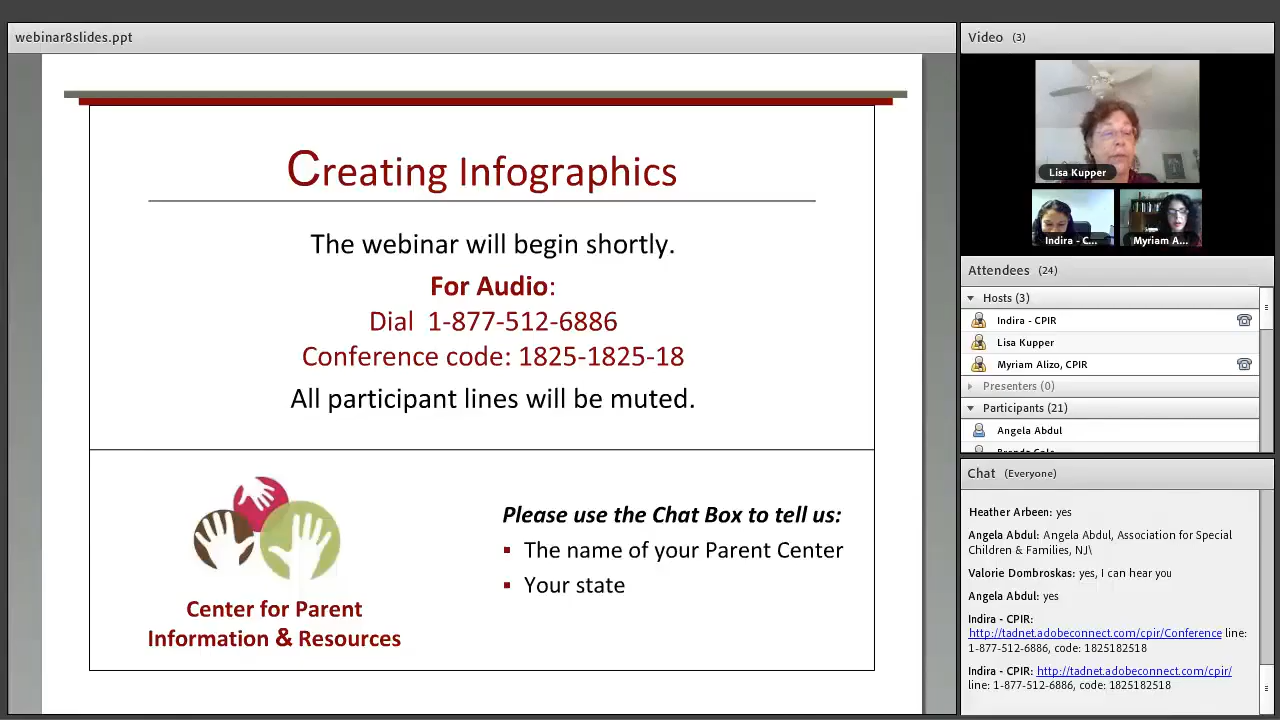 webinar8slides.ppt
Creating Infographics
The webinar will begin shortly.
For Audio:
Dial 1-877-512-6886
Conference code: 1825-1825-18
All participant lines will be muted.
Center for Parent
Information & Resources
Please use the Chat Box to tell us:
▪ The name of your Parent Center
▪ Your state
Video (3)
Lisa Kupper
Indira - C...
Myriam A...
Attendees (24)
Hosts (3)
Indira - CPIR
Lisa Kupper
Myriam Alizo, CPIR
Presenters (0)
Participants (21)
Angela Abdul
Chat (Everyone)
Heather Arbeen: yes
Angela Abdul: Angela Abdul, Association for Special
Children & Families, NJ\
Valorie Dombroskas: yes, I can hear you
Angela Abdul: yes
Indira - CPIR:
http://tadnet.adobeconnect.com/cpir/Conference line:
1-877-512-6886, code: 1825182518
Indira - CPIR: http://tadnet.adobeconnect.com/cpir/
line: 1-877-512-6886, code: 1825182518